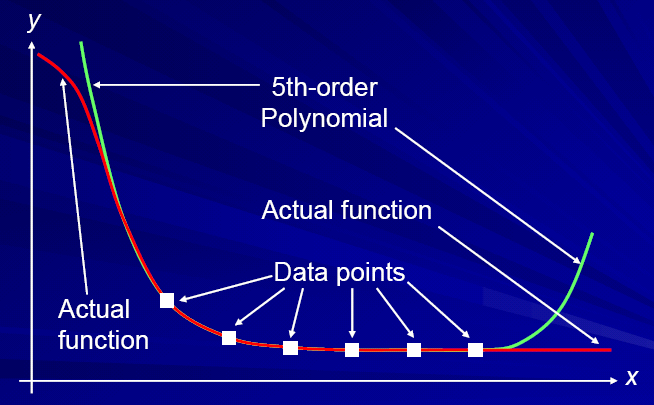 y
5th-order
Polynomial
Actual function
Data points
Actual
function
x